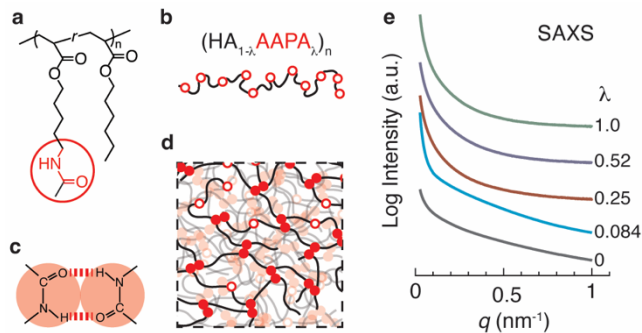 a
r
n
O
O
O
O
HN
O
b
(HA1-λAAPAλ)n
c
C
O
N
H
H
N
O
C
d
e
SAXS
λ
1.0
0.52
0.25
0.084
0
Log Intensity (a.u.)
0
0.5
1
q (nm-1)